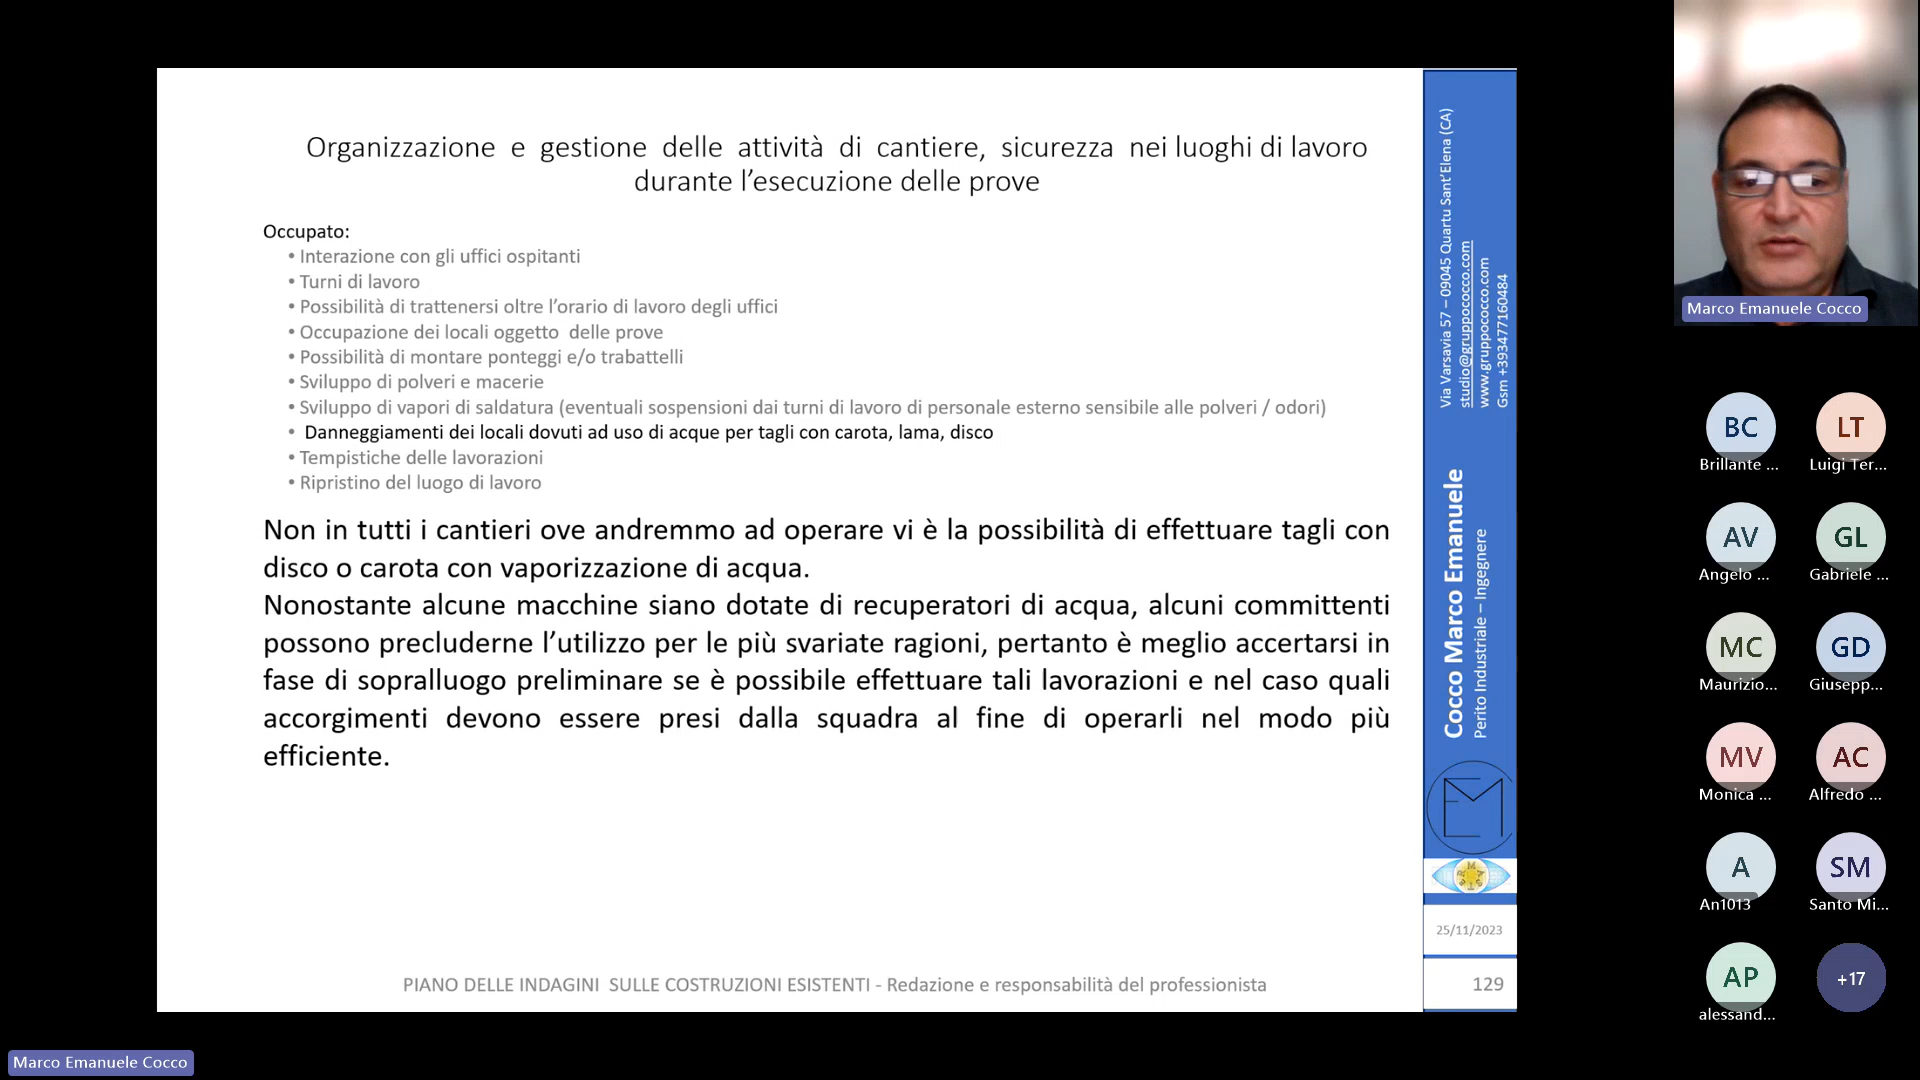 Organizzazione e gestione delle attività di cantiere, sicurezza nei luoghi di lavoro
durante l’esecuzione delle prove
Occupato:
• Interazione con gli uffici ospitanti
• Turni di lavoro
• Possibilità di trattenersi oltre l’orario di lavoro degli uffici
• Occupazione dei locali oggetto delle prove
• Possibilità di montare ponteggi e/o trabattelli
• Sviluppo di polveri e macerie
• Sviluppo di vapori di saldatura (eventuali sospensioni dai turni di lavoro di personale esterno sensibile alle polveri / odori)
• Danneggiamenti dei locali dovuti ad uso di acque per tagli con carota, lama, disco
• Tempistiche delle lavorazioni
• Ripristino del luogo di lavoro
Non in tutti i cantieri ove andremmo ad operare vi è la possibilità di effettuare tagli con
disco o carota con vaporizzazione di acqua.
Nonostante alcune macchine siano dotate di recuperatori di acqua, alcuni committenti
possono precluderne l’utilizzo per le più svariate ragioni, pertanto è meglio accertarsi in
fase di sopralluogo preliminare se è possibile effettuare tali lavorazioni e nel caso quali
accorgimenti devono essere presi dalla squadra al fine di operarli nel modo più
efficiente.
PIANO DELLE INDAGINI SULLE COSTRUZIONI ESISTENTI - Redazione e responsabilità del professionista
Via Varsavia 57 – 09045 Quartu Sant’Elena (CA)
studio@gruppococco.com
www.gruppococco.com
Gsm +393477160484
Cocco Marco Emanuele
Perito Industriale – Ingegnere
EM
25/11/2023
129
Marco Emanuele Cocco
BC
LT
Brillante ...
Luigi Ter...
AV
GL
Angelo ...
Gabriele ...
MC
GD
Maurizio...
Giusepp...
MV
AC
Monica ...
Alfredo ...
A
SM
An1013
Santo Mi...
AP
+17
alessand...
Marco Emanuele Cocco